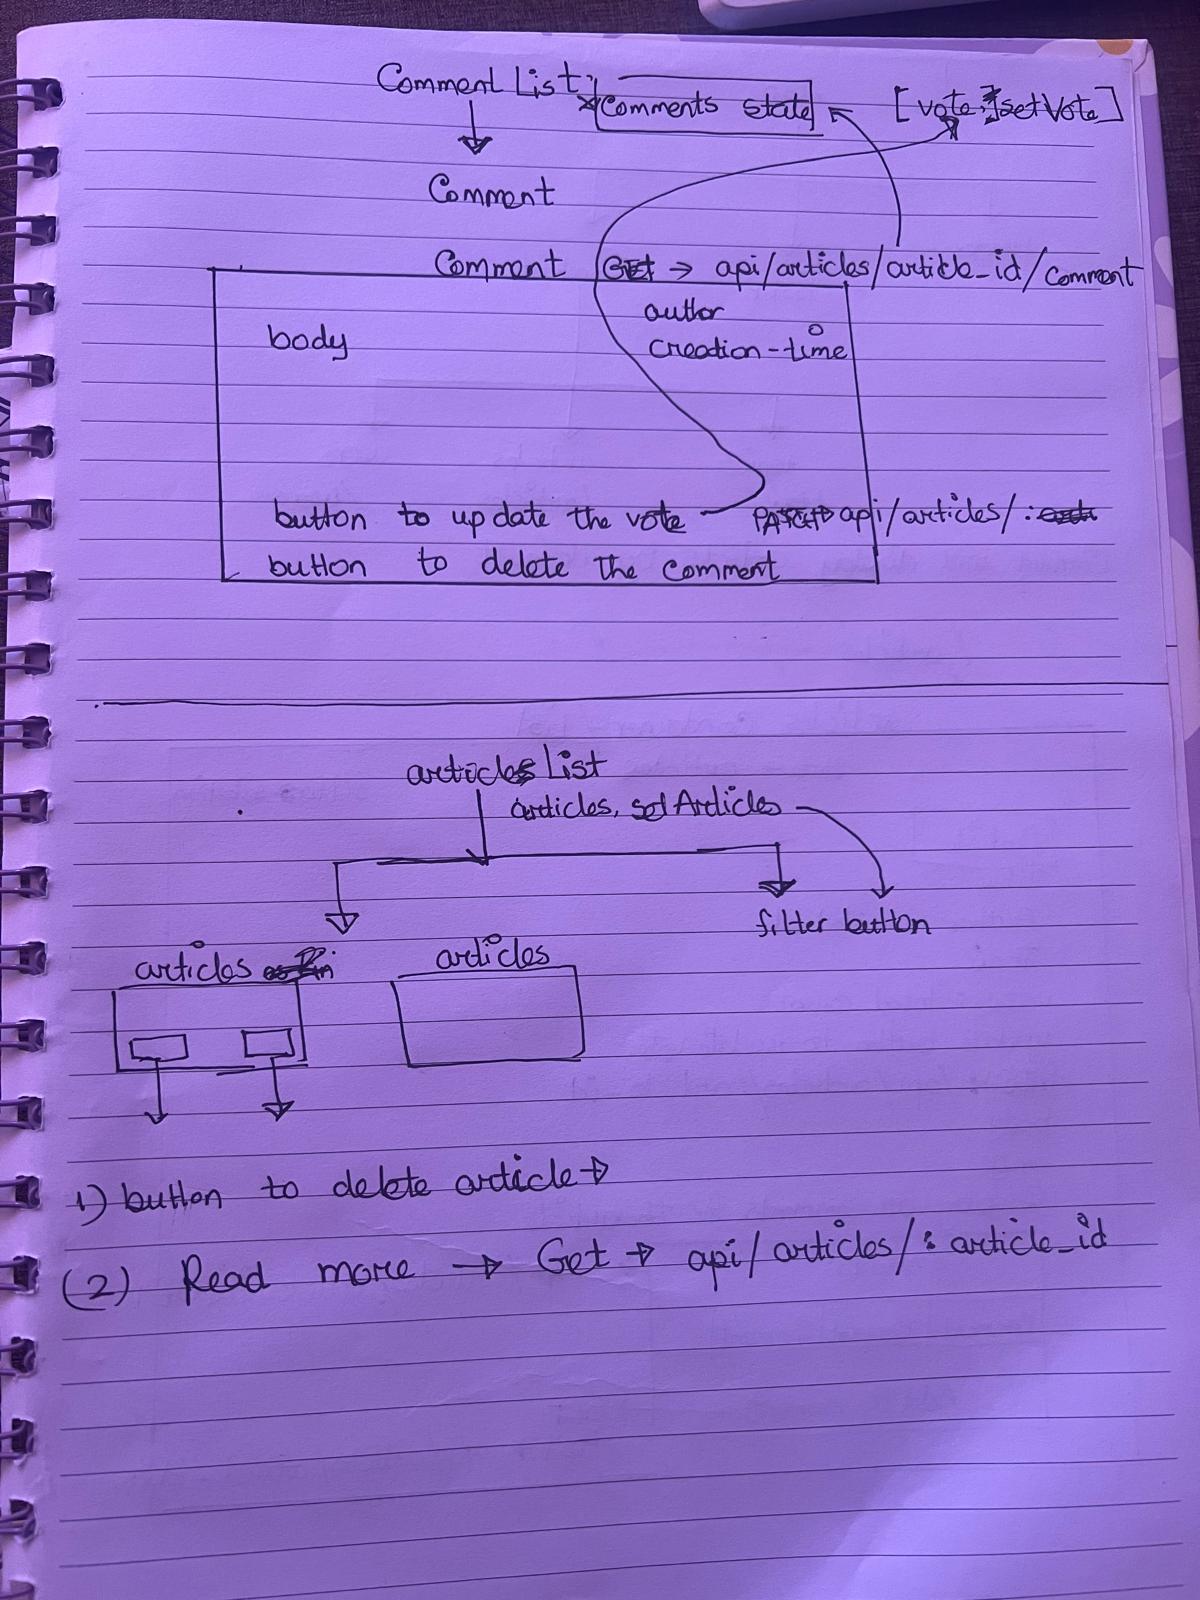 Comment List
Comments state
[vote, setVote]
Comment
Comment GET → api/articles/article_id/comment
body
author
creation-time
button to update the vote PATCH → api/articles/:
button to delete the comment
articles List
articles, setArticles
filter button
articles
articles
1) button to delete article →
(2) Read more → Get → api/articles/: article_id